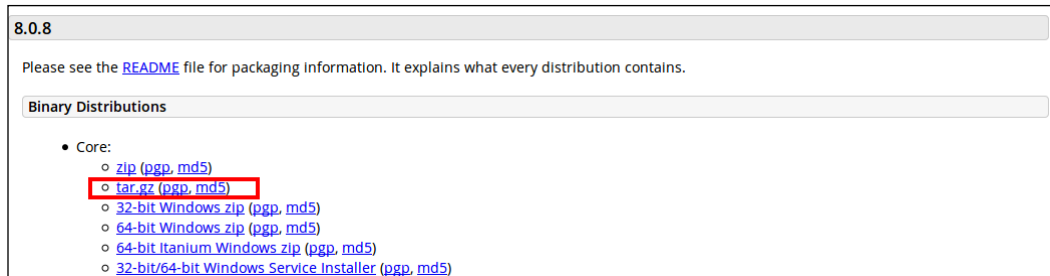 8.0.8
Please see the README file for packaging information. It explains what every distribution contains.
Binary Distributions
• Core:
○ zip (pgp, md5)
○ tar.gz (pgp, md5)
○ 32-bit Windows zip (pgp, md5)
○ 64-bit Windows zip (pgp, md5)
○ 64-bit Itanium Windows zip (pgp, md5)
○ 32-bit/64-bit Windows Service Installer (pgp, md5)